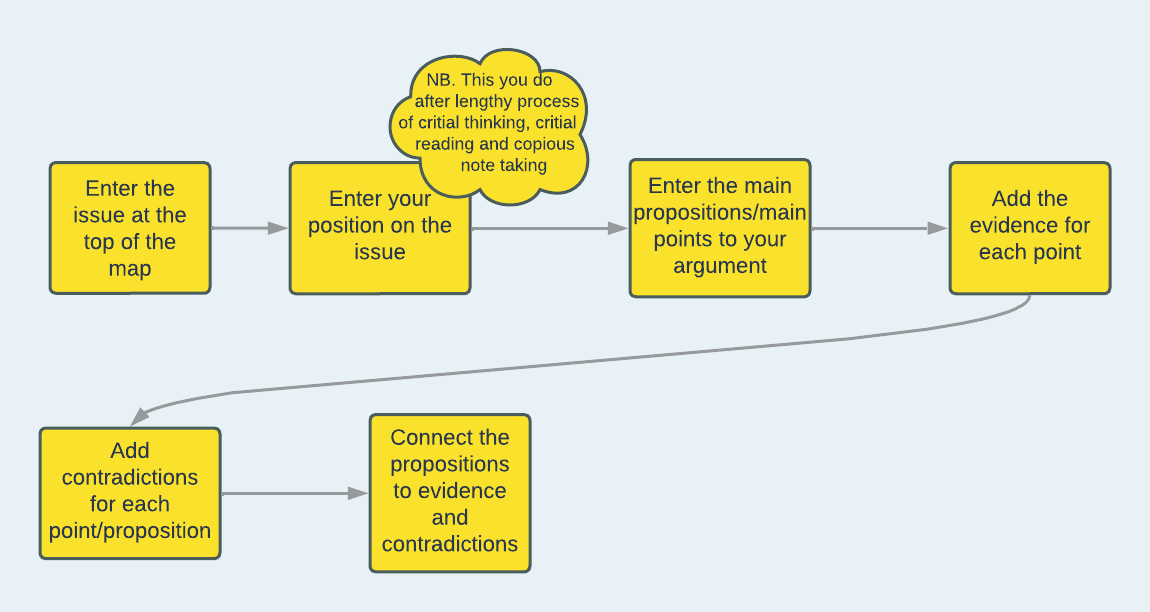 NB. This you do
after lengthy process
of critial thinking, critial
reading and copious
note taking
Enter the
issue at the
top of the
map
Enter your
position on the
issue
Enter the main
propositions/main
points to your
argument
Add the
evidence for
each point
Add
contradictions
for each
point/proposition
Connect the
propositions
to evidence
and
contradictions